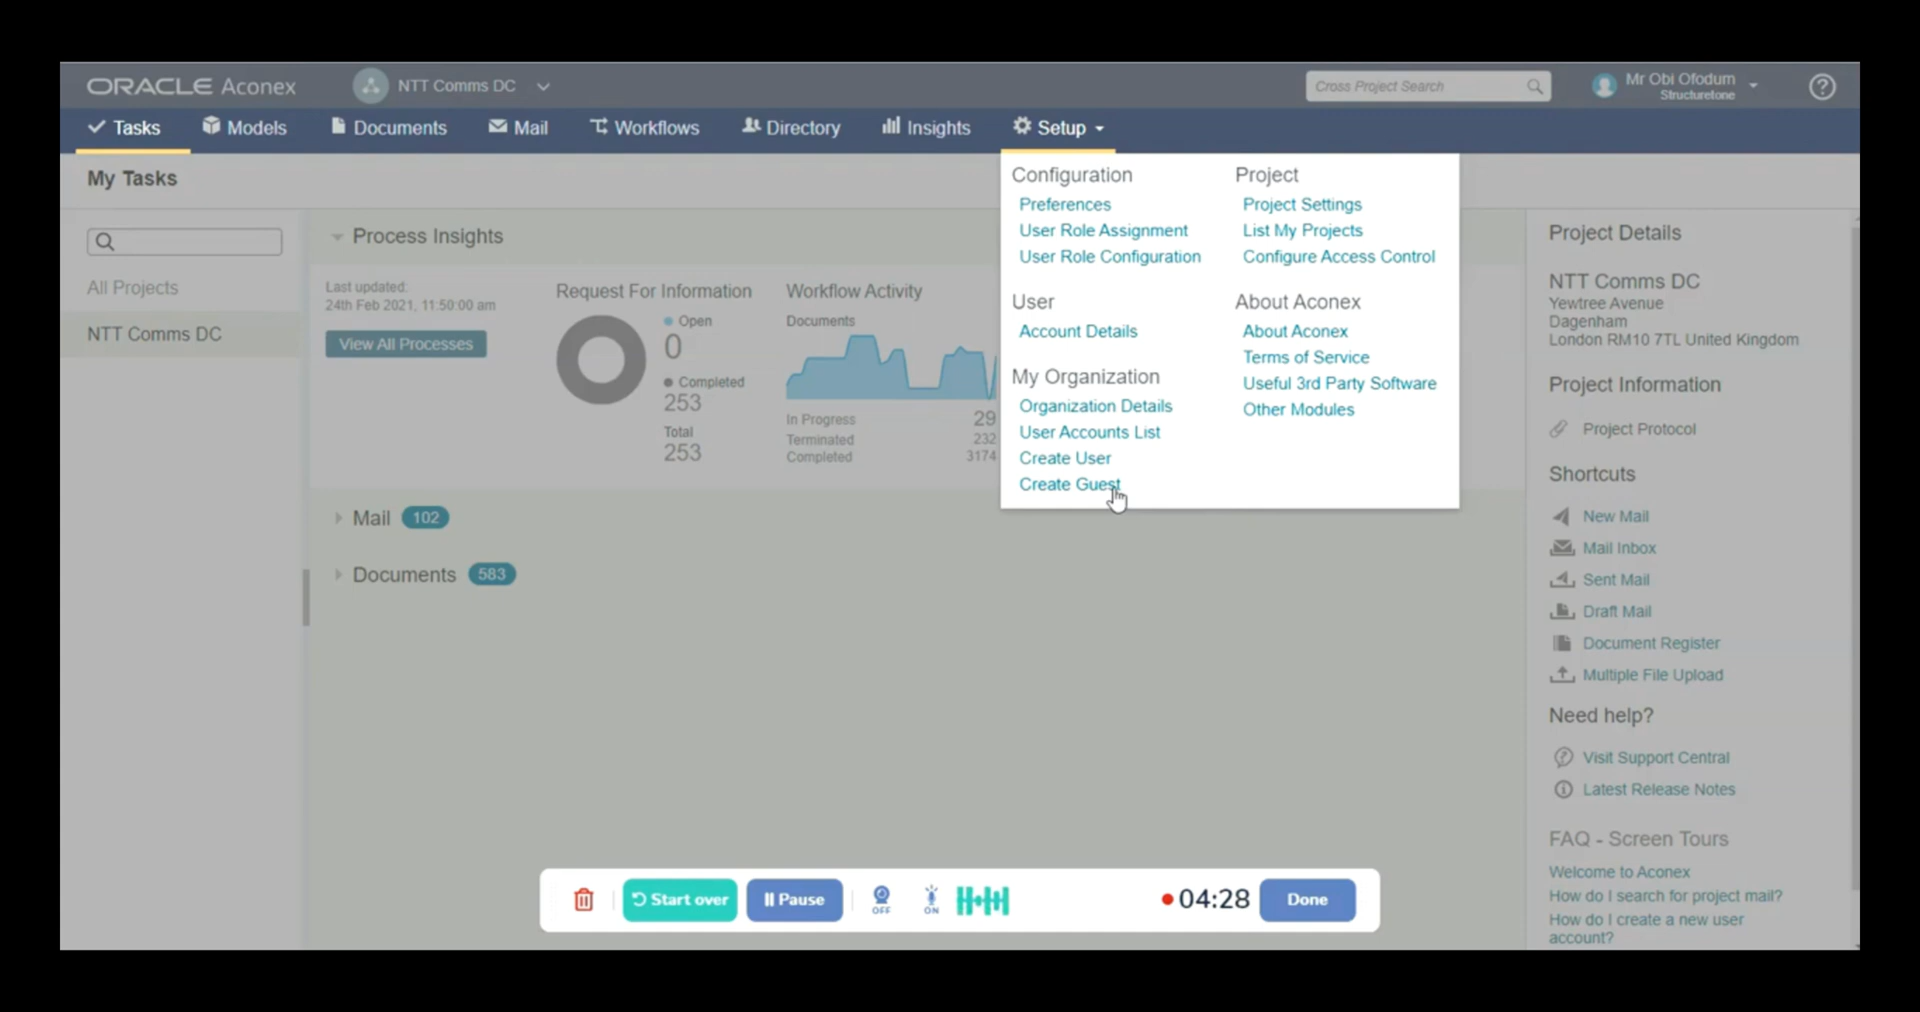 ORACLE Aconex
NTT Comms DC
Cross Project Search
Mr Obi Ofodum
Structuretone
Tasks
Models
Documents
Mail
Workflows
Directory
Insights
Setup
My Tasks
All Projects
NTT Comms DC
Process Insights
Last updated:
24th Feb 2021, 11:50:00 am
View All Processes
Request For Information
Open
0
Completed
253
Total
253
Workflow Activity
Documents
In Progress 29
Terminated 232
Completed 3174
Mail 102
Documents 583
Configuration
Preferences
User Role Assignment
User Role Configuration
User
Account Details
My Organization
Organization Details
User Accounts List
Create User
Create Guest
Project
Project Settings
List My Projects
Configure Access Control
About Aconex
About Aconex
Terms of Service
Useful 3rd Party Software
Other Modules
Project Details
NTT Comms DC
Yewtree Avenue
Dagenham
London RM10 7TL United Kingdom
Project Information
Project Protocol
Shortcuts
New Mail
Mail Inbox
Sent Mail
Draft Mail
Document Register
Multiple File Upload
Need help?
Visit Support Central
Latest Release Notes
FAQ - Screen Tours
Welcome to Aconex
How do I search for project mail?
How do I create a new user
account?
Start over
Pause
OFF
ON
04:28
Done